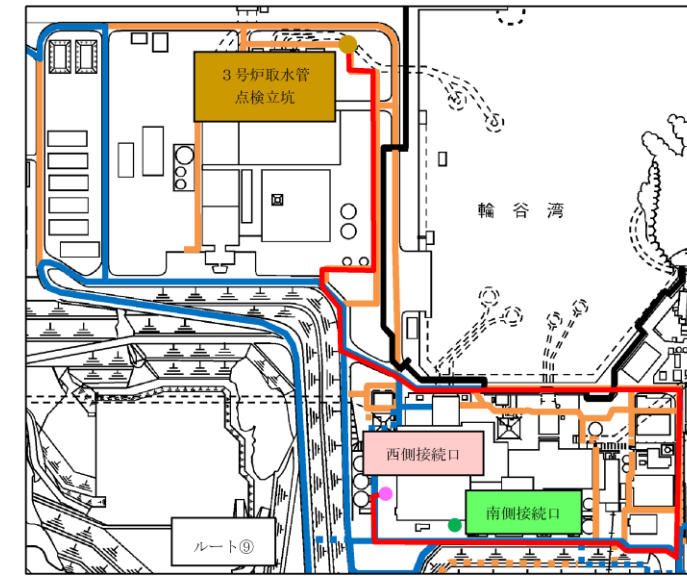 3号炉取水管
点検立坑
輪谷湾
西側接続口
南側接続口
ルート⑨